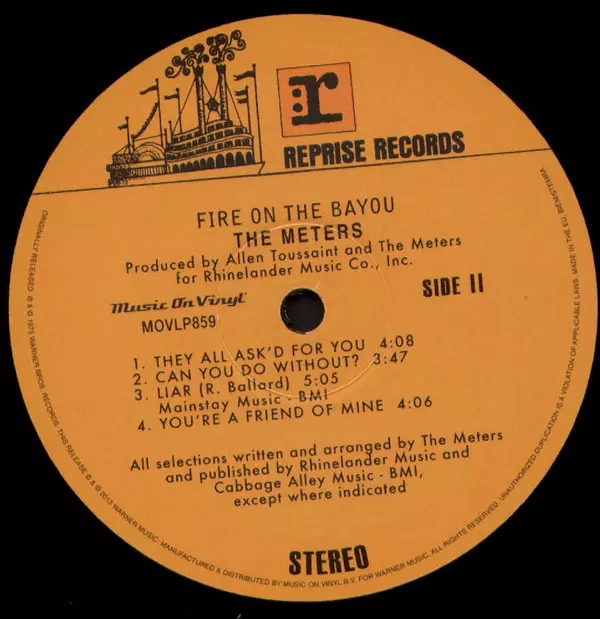 r
REPRISE RECORDS
FIRE ON THE BAYOU
THE METERS
Produced by Allen Toussaint and The Meters
for Rhinelander Music Co., Inc.
Music On Vinyl
MOVLP859
SIDE II
1. THEY ALL ASK'D FOR YOU 4:08
2. CAN YOU DO WITHOUT? 3:47
3. LIAR (R. Ballard) 5:05
Mainstay Music - BMI
4. YOU'RE A FRIEND OF MINE 4:06
All selections written and arranged by The Meters
and published by Rhinelander Music and
Cabbage Alley Music - BMI,
except where indicated
STEREO
ORIGINALLY RELEASED ℗ & © 1975 WARNER BROS. RECORDS. THIS RELEASE ℗ & © 2013 WARNER MUSIC. MANUFACTURED & DISTRIBUTED BY MUSIC ON VINYL B.V. FOR WARNER MUSIC. ALL RIGHTS RESERVED. UNAUTHORIZED DUPLICATION IS A VIOLATION OF APPLICABLE LAWS. MADE IN THE EU. BIEM/STEMRA